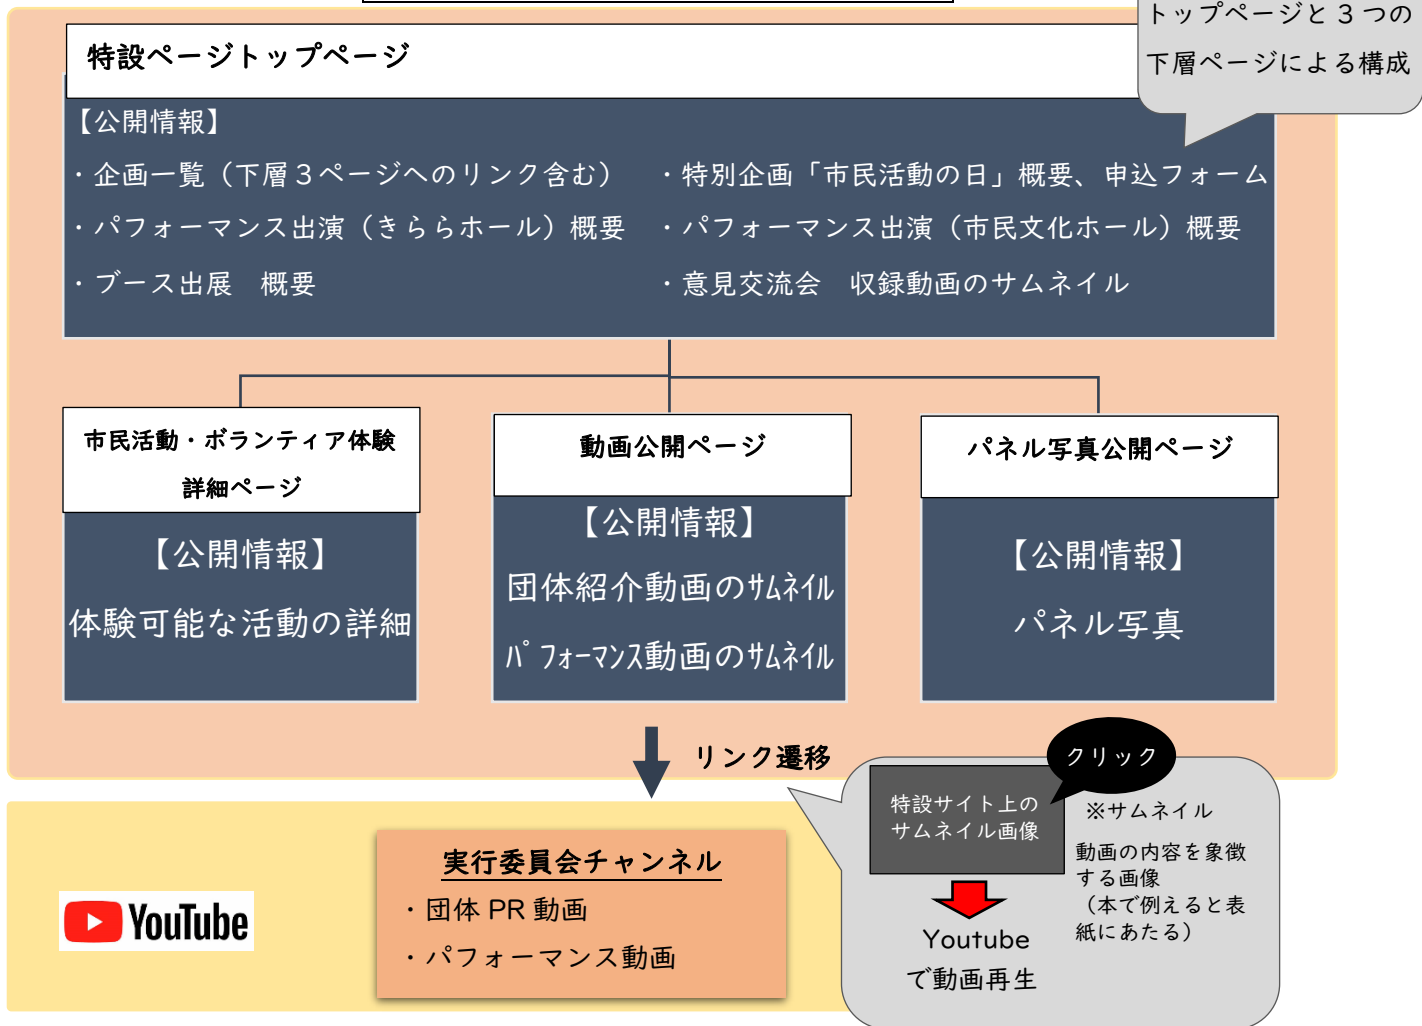 トップページと3つの
下層ページによる構成
特設ページトップページ
【公開情報】
・企画一覧（下層3ページへのリンク含む）　・特別企画「市民活動の日」概要、申込フォーム
・パフォーマンス出演（きららホール）概要　・パフォーマンス出演（市民文化ホール）概要
・ブース出展　概要　・意見交流会　収録動画のサムネイル
市民活動・ボランティア体験
詳細ページ
【公開情報】
体験可能な活動の詳細
動画公開ページ
【公開情報】
団体紹介動画のｻﾑﾈｲﾙ
ﾊﾟﾌｫｰﾏﾝｽ動画のｻﾑﾈｲﾙ
パネル写真公開ページ
【公開情報】
パネル写真
リンク遷移
YouTube
実行委員会チャンネル
・団体 PR 動画
・パフォーマンス動画
クリック
特設サイト上の
サムネイル画像
Youtube
で動画再生
※サムネイル
動画の内容を象徴
する画像
（本で例えると表
紙にあたる）